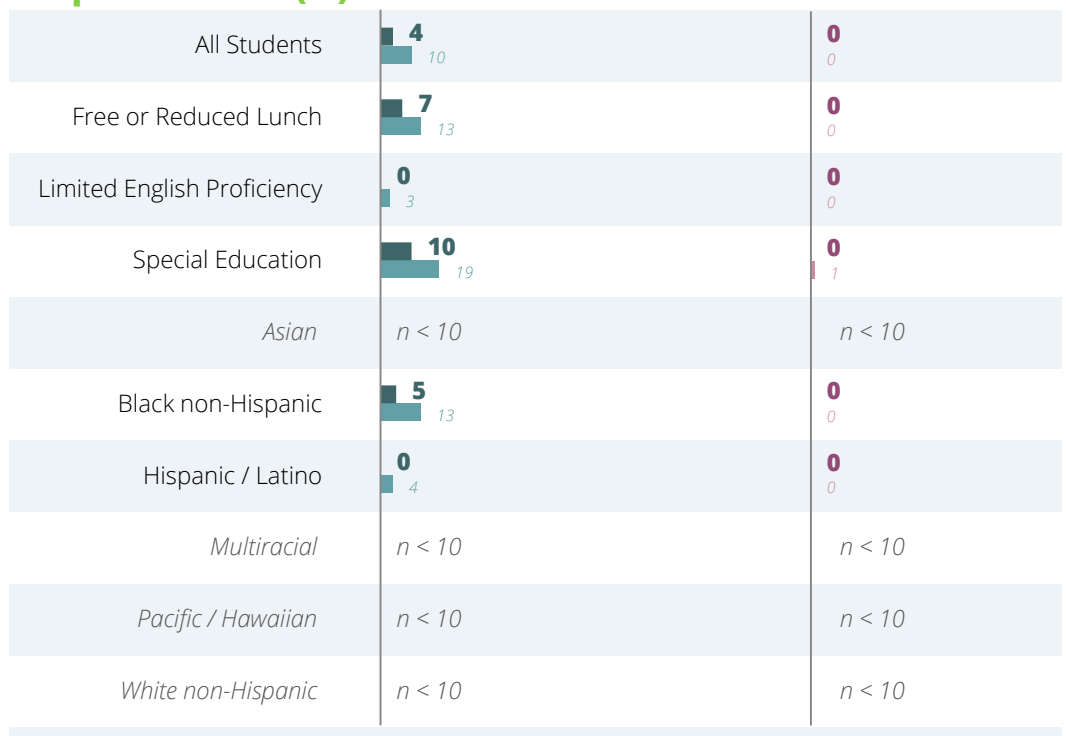 All Students 4 0
10 0
Free or Reduced Lunch 7 0
13 0
Limited English Proficiency 0 0
3 0
Special Education 10 0
19 1
Asian n < 10 n < 10
Black non-Hispanic 5 0
13 0
Hispanic / Latino 0 0
4 0
Multiracial n < 10 n < 10
Pacific / Hawaiian n < 10 n < 10
White non-Hispanic n < 10 n < 10